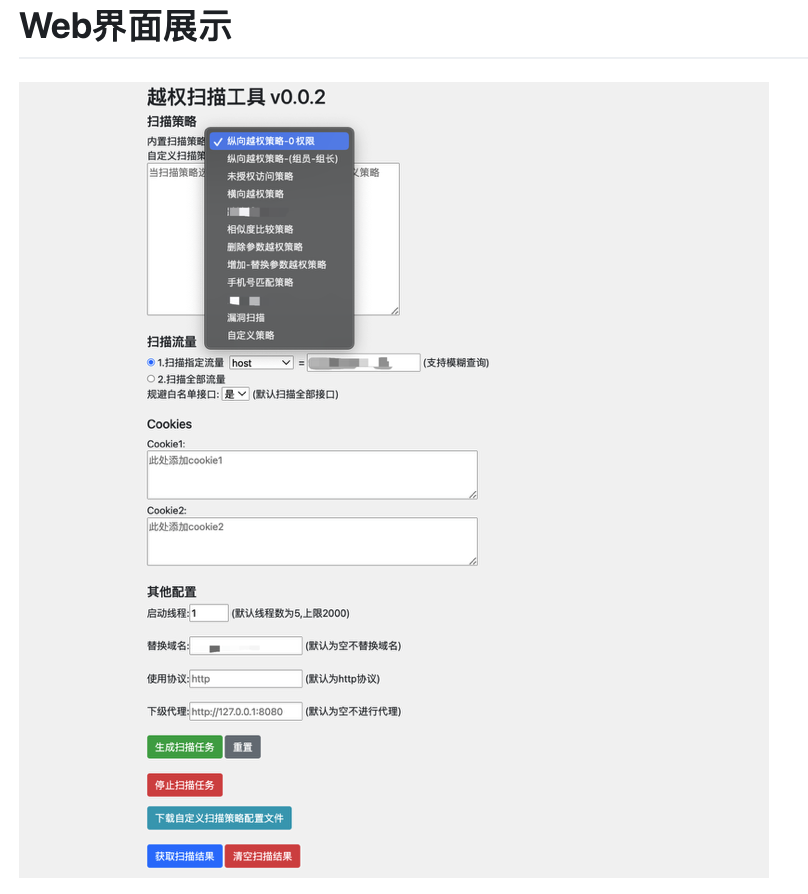 Web界面展示
越权扫描工具 v0.0.2
扫描策略
内置扫描策略
✓ 纵向越权策略-0 权限
自定义扫描策
纵向越权策略-(组员-组长)
当扫描策略选
义策略
未授权访问策略
横向越权策略
相似度比较策略
删除参数越权策略
增加-替换参数越权策略
手机号匹配策略
漏洞扫描
自定义策略
扫描流量
1.扫描指定流量 host = (支持模糊查询)
2.扫描全部流量
规避白名单接口: 是 (默认扫描全部接口)
Cookies
Cookie1:
此处添加cookie1
Cookie2:
此处添加cookie2
其他配置
启动线程: 1 (默认线程数为5,上限2000)
替换域名: (默认为空不替换域名)
使用协议: http (默认为http协议)
下级代理: http://127.0.0.1:8080 (默认为空不进行代理)
生成扫描任务 重置
停止扫描任务
下载自定义扫描策略配置文件
获取扫描结果 清空扫描结果